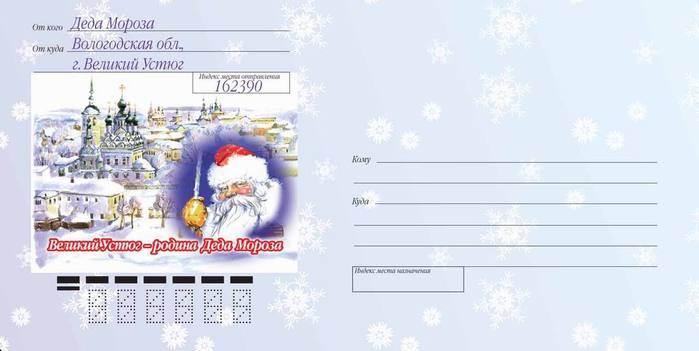 От кого Деда Мороза
От куда Вологодская обл.,
г. Великий Устюг
Индекс места отправления
162390
Великий Устюг – родина Деда Мороза
Кому
Куда
Индекс места назначения